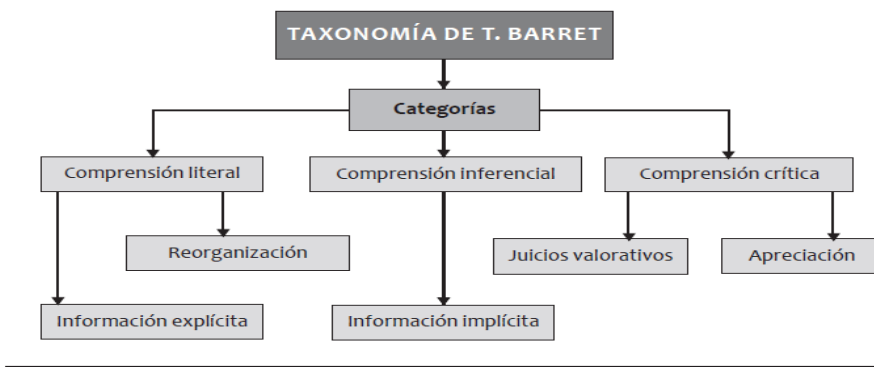 TAXONOMÍA DE T. BARRET
Categorías
Comprensión literal
Comprensión inferencial
Comprensión crítica
Reorganización
Juicios valorativos
Apreciación
Información explícita
Información implícita